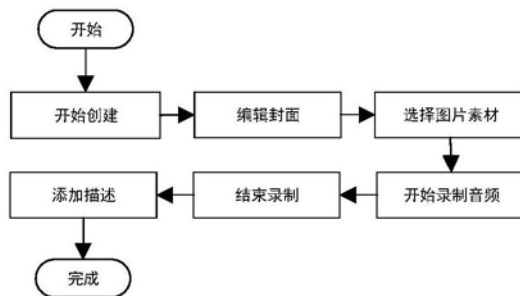 开始
开始创建
编辑封面
选择图片素材
开始录制音频
结束录制
添加描述
完成